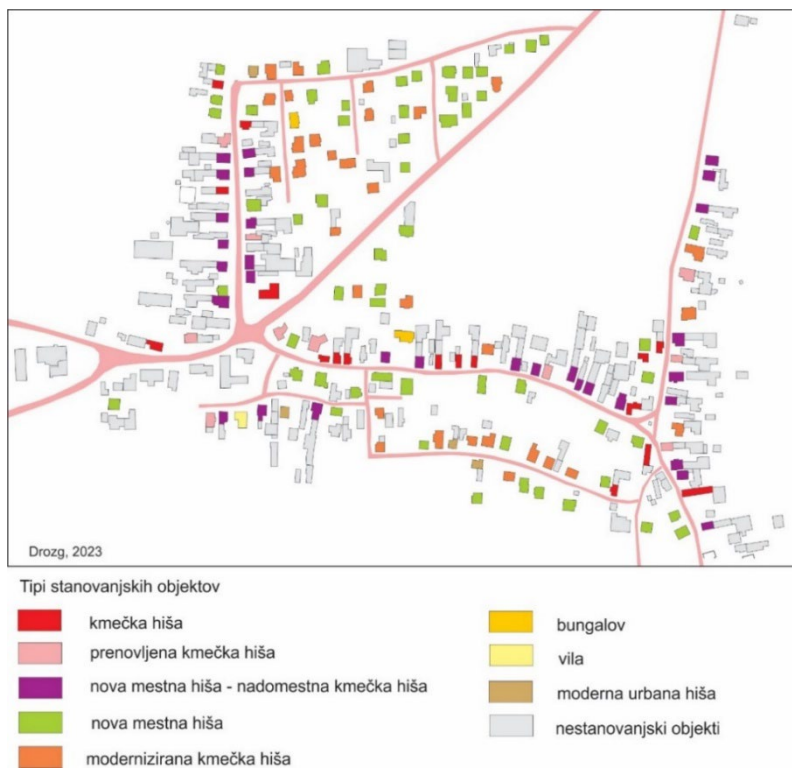 Drozg, 2023
Tipi stanovanjskih objektov
kmečka hiša
prenovljena kmečka hiša
nova mestna hiša - nadomestna kmečka hiša
nova mestna hiša
modernizirana kmečka hiša
bungalov
vila
moderna urbana hiša
nestanovanjski objekti